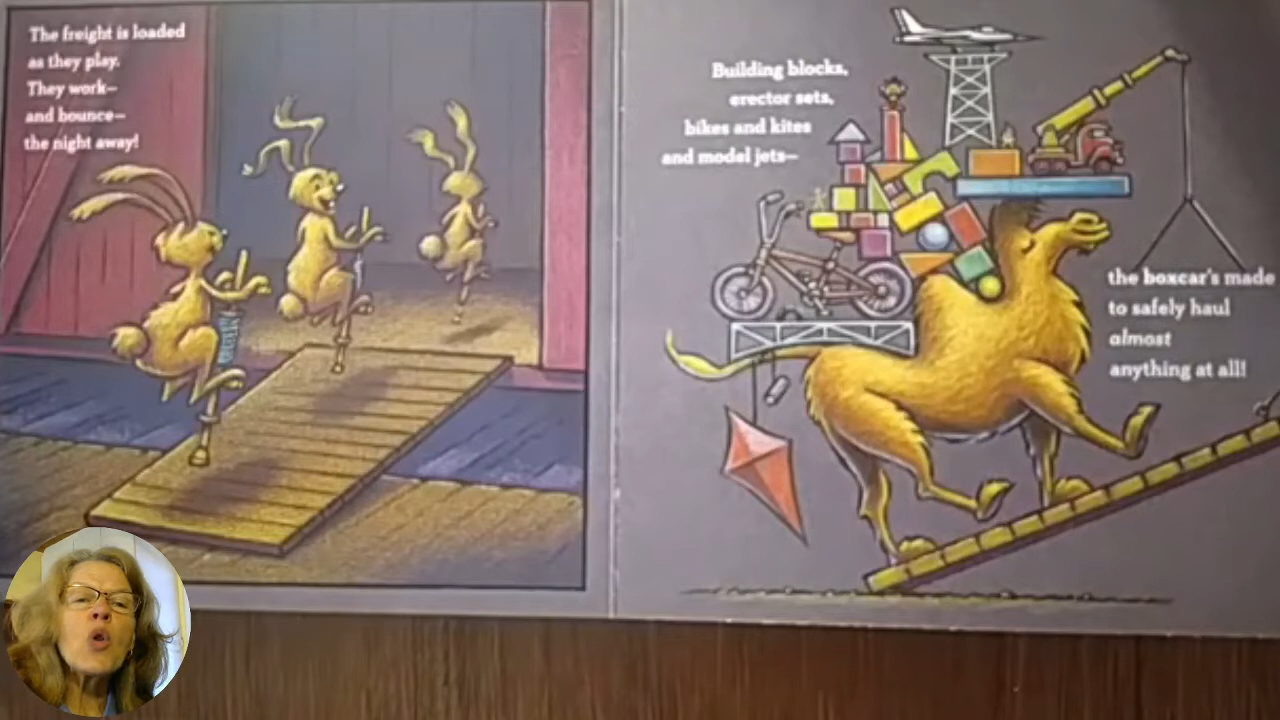 The freight is loaded
as they play.
They work—
and bounce—
the night away!
Building blocks,
erector sets,
bikes and kites
and model jets—
the boxcar's made
to safely haul
almost
anything at all!